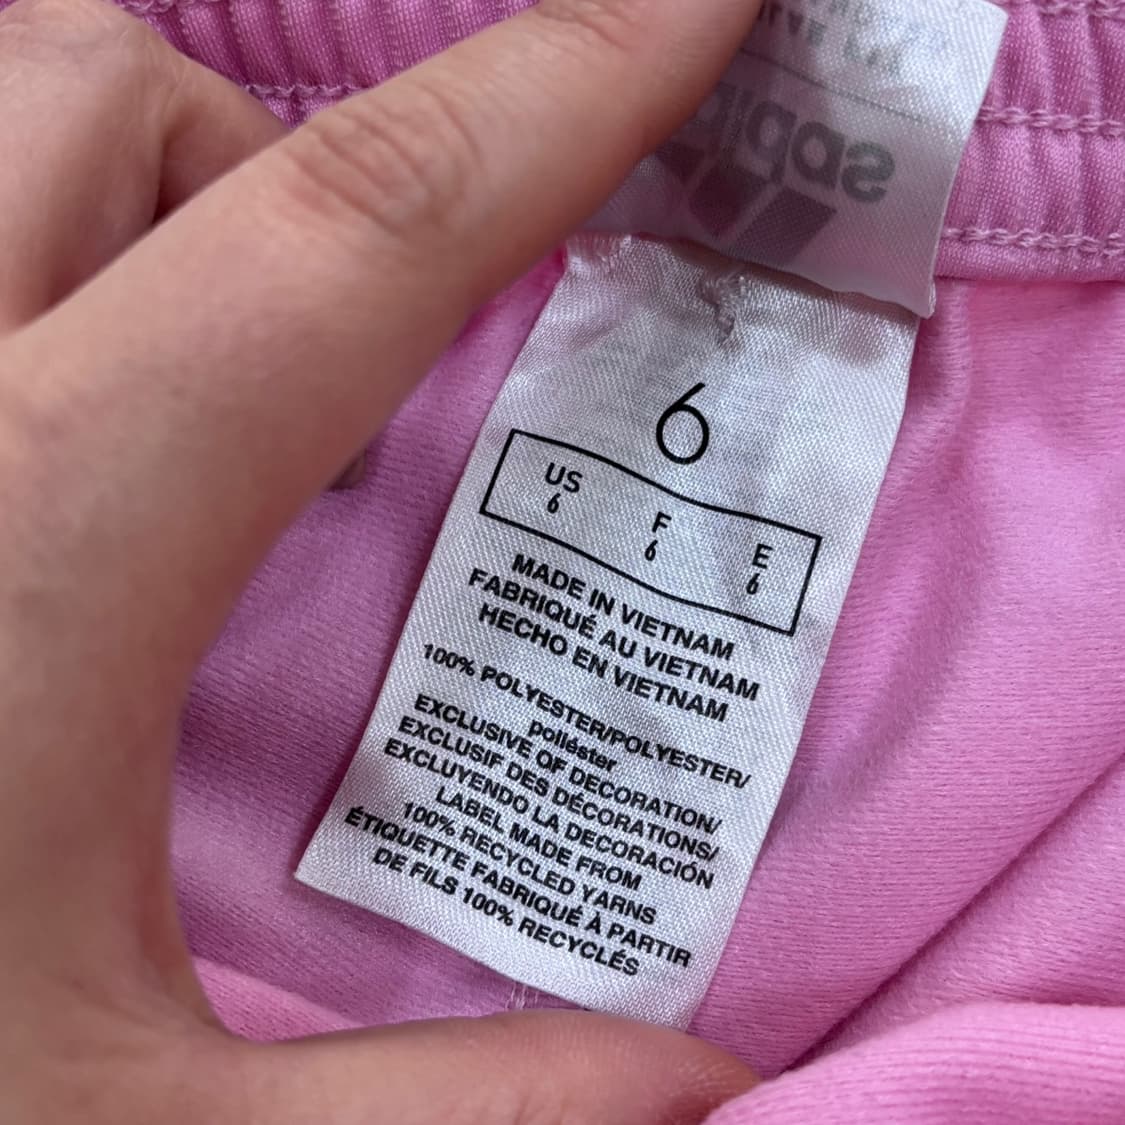 adidas
6
US F E
6 6 6
MADE IN VIETNAM
FABRIQUÉ AU VIETNAM
HECHO EN VIETNAM
100% POLYESTER/POLYESTER/
poliéster
EXCLUSIVE OF DECORATION/
EXCLUSIF DES DÉCORATIONS/
EXCLUYENDO LA DECORACIÓN
LABEL MADE FROM
100% RECYCLED YARNS
ÉTIQUETTE FABRIQUÉ À PARTIR
DE FILS 100% RECYCLÉS